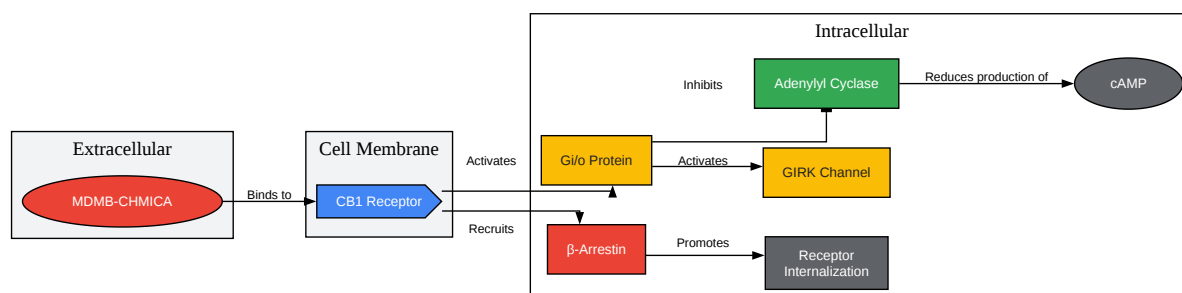 Intracellular
Inhibits
Adenylyl Cyclase
Reduces production of
cAMP
Extracellular
Cell Membrane
Activates
Gi/o Protein
Activates
GIRK Channel
MDMB-CHMICA
Binds to
CB1 Receptor
Recruits
β-Arrestin
Promotes
Receptor
Internalization